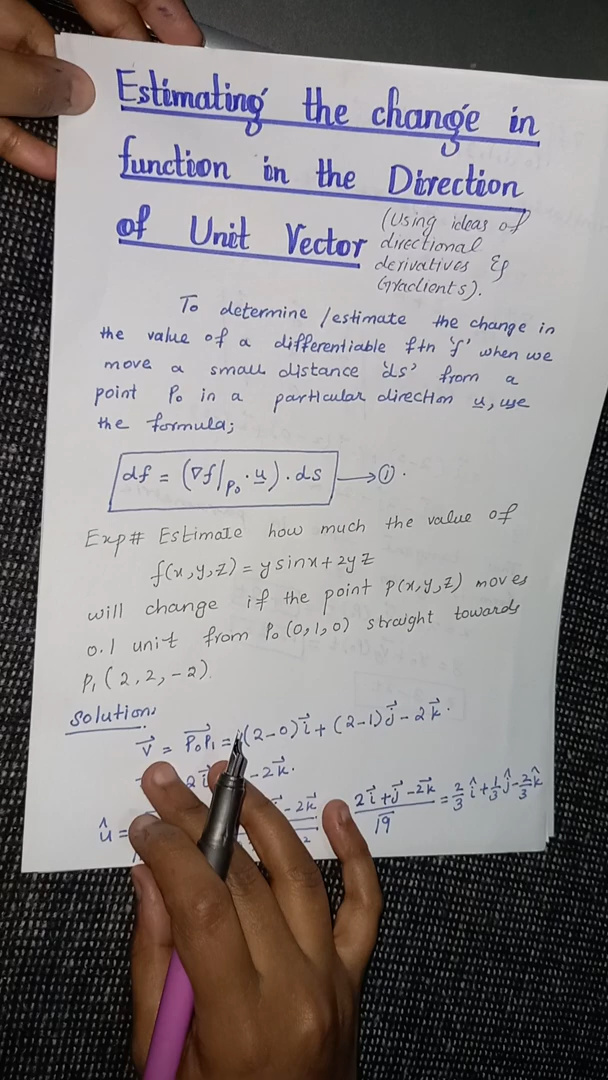 Estimating the change in
function in the Direction
of Unit Vector
(Using ideas of
directional
derivatives &
Gradients).
To determine / estimate the change in
the value of a differentiable ftn 'f' when we
move a small distance 'ds' from a
point P₀ in a particular direction u, use
the formula;
df = (∇f|P₀ · u) · ds → ①.
Exp# Estimate how much the value of
f(x,y,z) = y sinx + 2yz
will change if the point P(x,y,z) moves
0.1 unit from P₀(0,1,0) straight towards
P₁(2,2,-2).
Solution:
v⃗ = P₀P₁⃗ = (2-0)i⃗ + (2-1)j⃗ - 2k⃗.
2i⃗ - 2k⃗.
û = i⃗ - 2k⃗ 2i⃗ + j⃗ - 2k⃗ / √9 = 2/3 î + 1/3 ĵ - 2/3 k̂